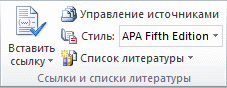 Вставить ссылку
Управление источниками
Стиль: APA Fifth Edition
Список литературы
Ссылки и списки литературы